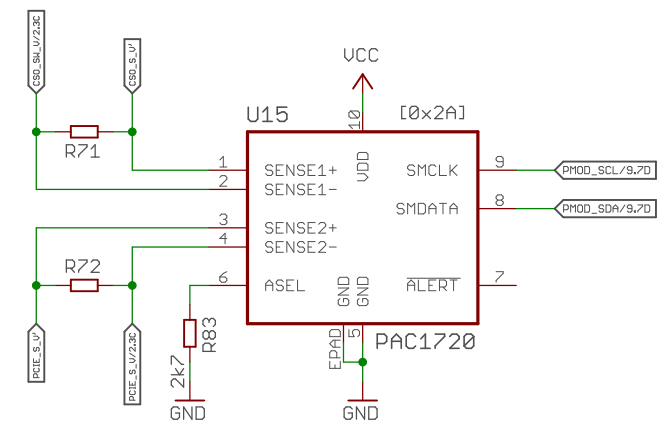 CSO_SW_V/2.3C
CSO_S_V'
VCC
U15
[0x2A]
10
R71
1
SENSE1+
VDD
SMCLK
9
PMOD_SCL/9.7D
2
SENSE1-
3
SENSE2+
SMDATA
8
PMOD_SDA/9.7D
4
SENSE2-
R72
6
ASEL
GND
GND
ALERT
7
PCIE_S_V'
PCIE_S_V/2.3C
R83
2k7
EPAD
5
PAC1720
GND
GND